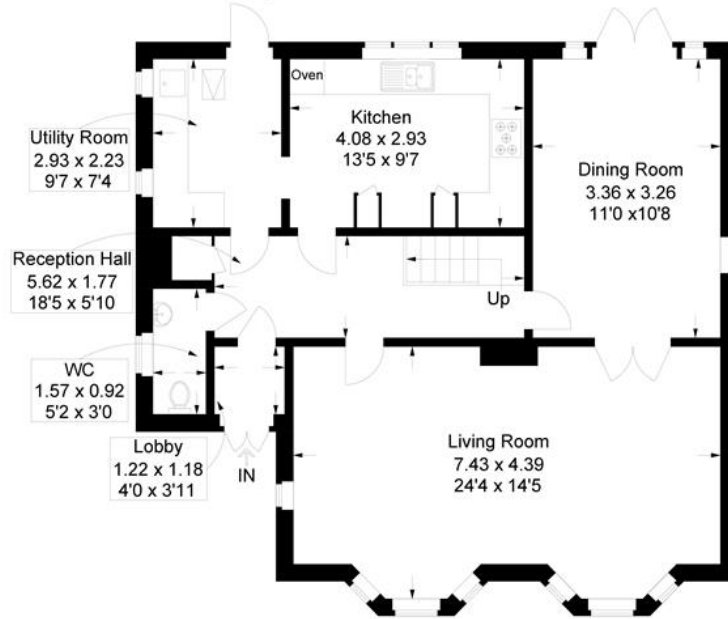 Oven
Kitchen
4.08 x 2.93
13'5 x 9'7
Utility Room
2.93 x 2.23
9'7 x 7'4
Dining Room
3.36 x 3.26
11'0 x10'8
Reception Hall
5.62 x 1.77
18'5 x 5'10
Up
WC
1.57 x 0.92
5'2 x 3'0
Lobby
1.22 x 1.18
4'0 x 3'11
IN
Living Room
7.43 x 4.39
24'4 x 14'5